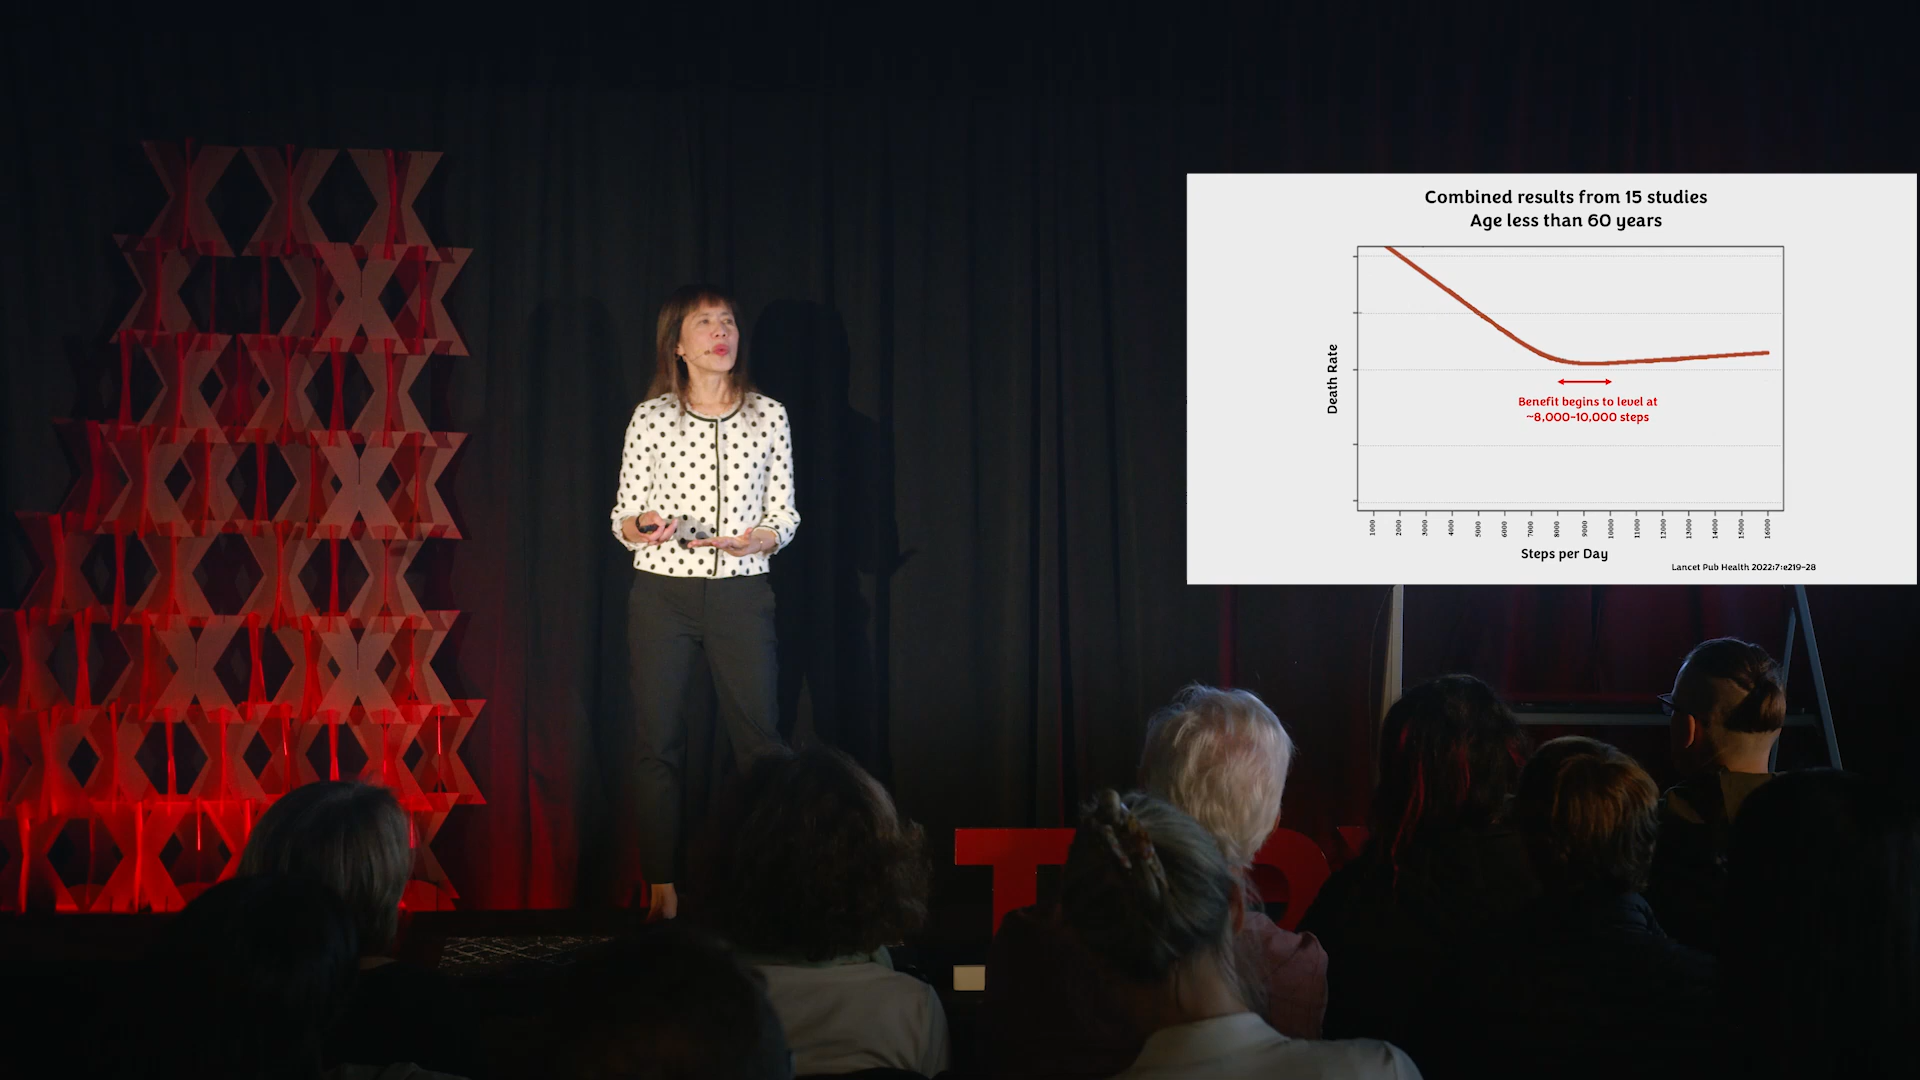 Combined results from 15 studies
Age less than 60 years
Death Rate
Benefit begins to level at
~8,000-10,000 steps
1000
2000
3000
4000
5000
6000
7000
8000
9000
10000
11000
12000
13000
14000
15000
16000
Steps per Day
Lancet Pub Health 2022;7:e219-28